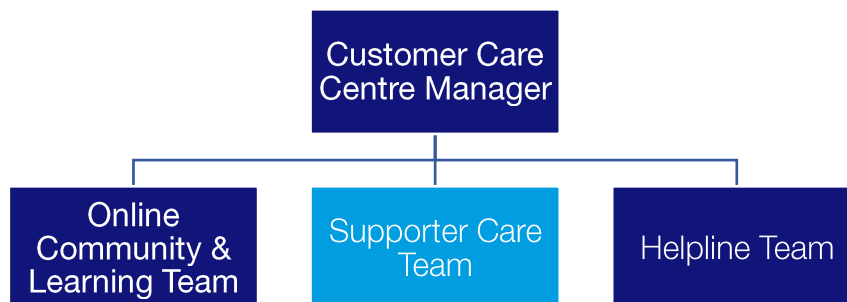 Customer Care
Centre Manager
Online
Community &
Learning Team
Supporter Care
Team
Helpline Team